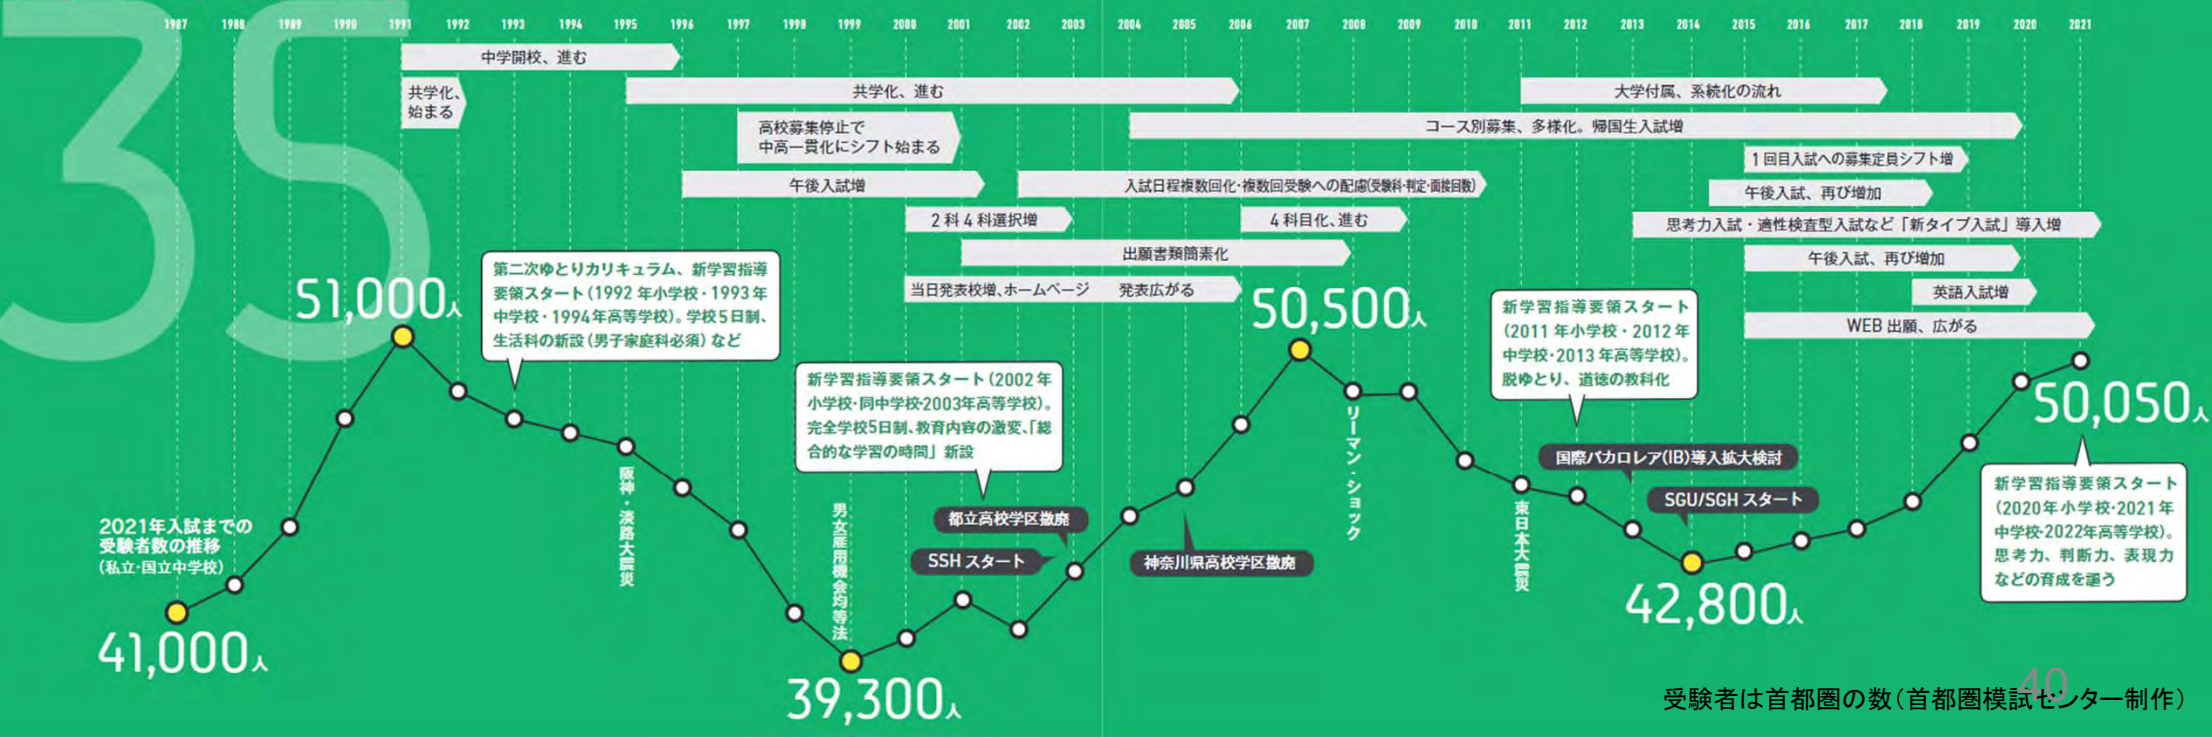 35
1987 1988 1989 1990 1991 1992 1993 1994 1995 1996 1997 1998 1999 2000 2001 2002 2003 2004 2005 2006 2007 2008 2009 2010 2011 2012 2013 2014 2015 2016 2017 2018 2019 2020 2021
中学開校、進む
共学化、
始まる
共学化、進む
大学付属、系続化の流れ
高校募集停止で
中高一貫化にシフト始まる
コース別募集、多様化。帰国生入試増
1回目入試への募集定員シフト増
午後入試増
入試日程複数回化・複数回受験への配慮(受験料・判定・面接回数)
午後入試、再び増加
2科4科選択増
4科目化、進む
思考力入試・適性検査型入試など「新タイプ入試」導入増
出願書類簡素化
午後入試、再び増加
当日発表校増、ホームページ 発表広がる
英語入試増
WEB出願、広がる
51,000人
第二次ゆとりカリキュラム、新学習指導
要領スタート(1992年小学校・1993年
中学校・1994年高等学校)。学校5日制、
生活科の新設(男子家庭科必須)など
50,500人
新学習指導要領スタート
(2011年小学校・2012年
中学校・2013年高等学校)。
脱ゆとり、道徳の教科化
新学習指導要領スタート(2002年
小学校・同中学校・2003年高等学校)。
完全学校5日制、教育内容の激変、「総
合的な学習の時間」新設
50,050人
リーマン・ショック
国際バカロレア(IB)導入拡大検討
SGU/SGHスタート
阪神・淡路大震災
男女雇用機会均等法
都立高校学区撤廃
SSHスタート
神奈川県高校学区撤廃
東日本大震災
新学習指導要領スタート
(2020年小学校・2021年
中学校・2022年高等学校)。
思考力、判断力、表現力
などの育成を謳う
2021年入試までの
受験者数の推移
(私立・国立中学校)
41,000人
39,300人
42,800人
40
受験者は首都圏の数(首都圏模試センター制作)